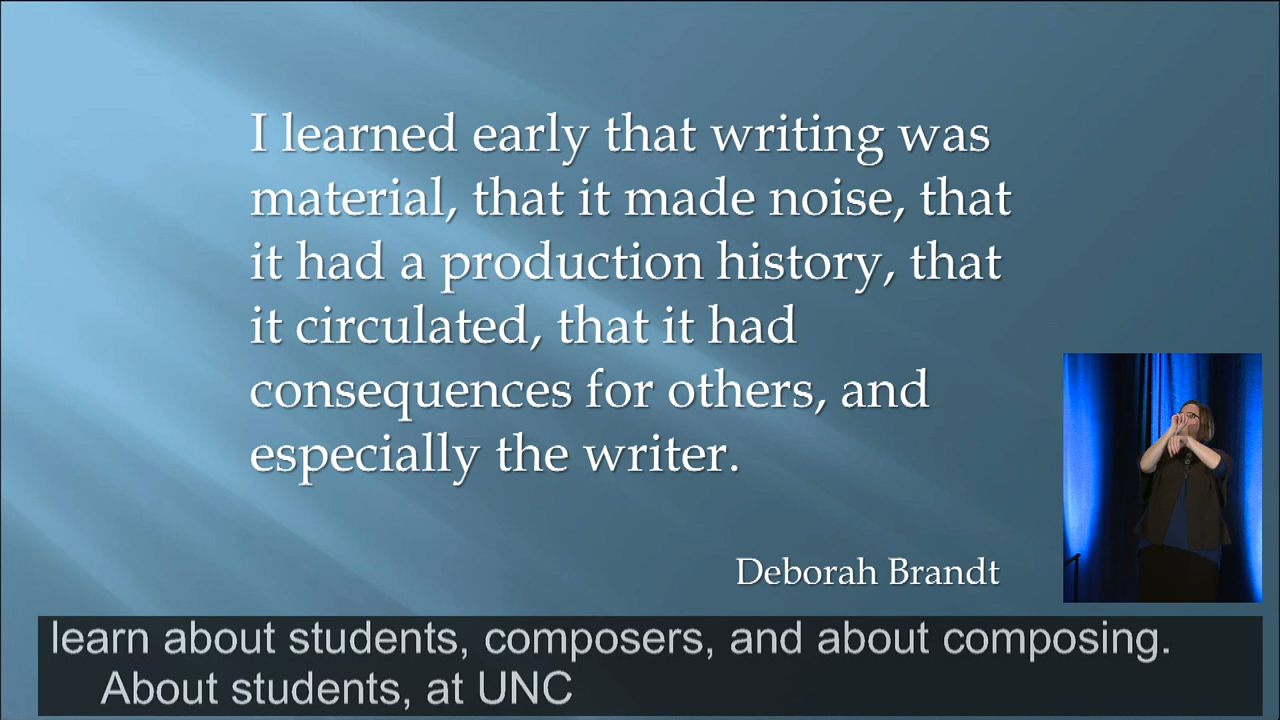 I learned early that writing was
material, that it made noise, that
it had a production history, that
it circulated, that it had
consequences for others, and
especially the writer.
Deborah Brandt
learn about students, composers, and about composing.
About students, at UNC